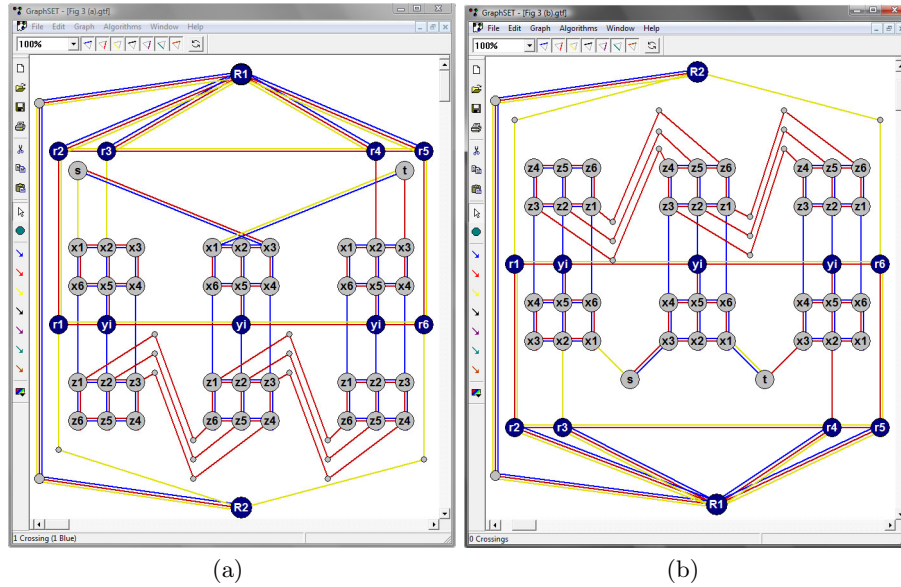 GraphSET - [Fig 3 (a).gtf]
File Edit Graph Algorithms Window Help
100%
R1
r2 r3 r4 r5
s t
x1 x2 x3 x1 x2 x3 x1 x2 x3
x6 x5 x4 x6 x5 x4 x6 x5 x4
r1 yi yi yi r6
z1 z2 z3 z1 z2 z3 z1 z2 z3
z6 z5 z4 z6 z5 z4 z6 z5 z4
R2
1 Crossing (1 Blue)
(a)
GraphSET - [Fig 3 (b).gtf]
File Edit Graph Algorithms Window Help
100%
R2
z4 z5 z6 z4 z5 z6 z4 z5 z6
z3 z2 z1 z3 z2 z1 z3 z2 z1
r1 yi yi yi r6
x4 x5 x6 x4 x5 x6 x4 x5 x6
x3 x2 x1 x3 x2 x1 x3 x2 x1
s t
r2 r3 r4 r5
R1
0 Crossings
(b)